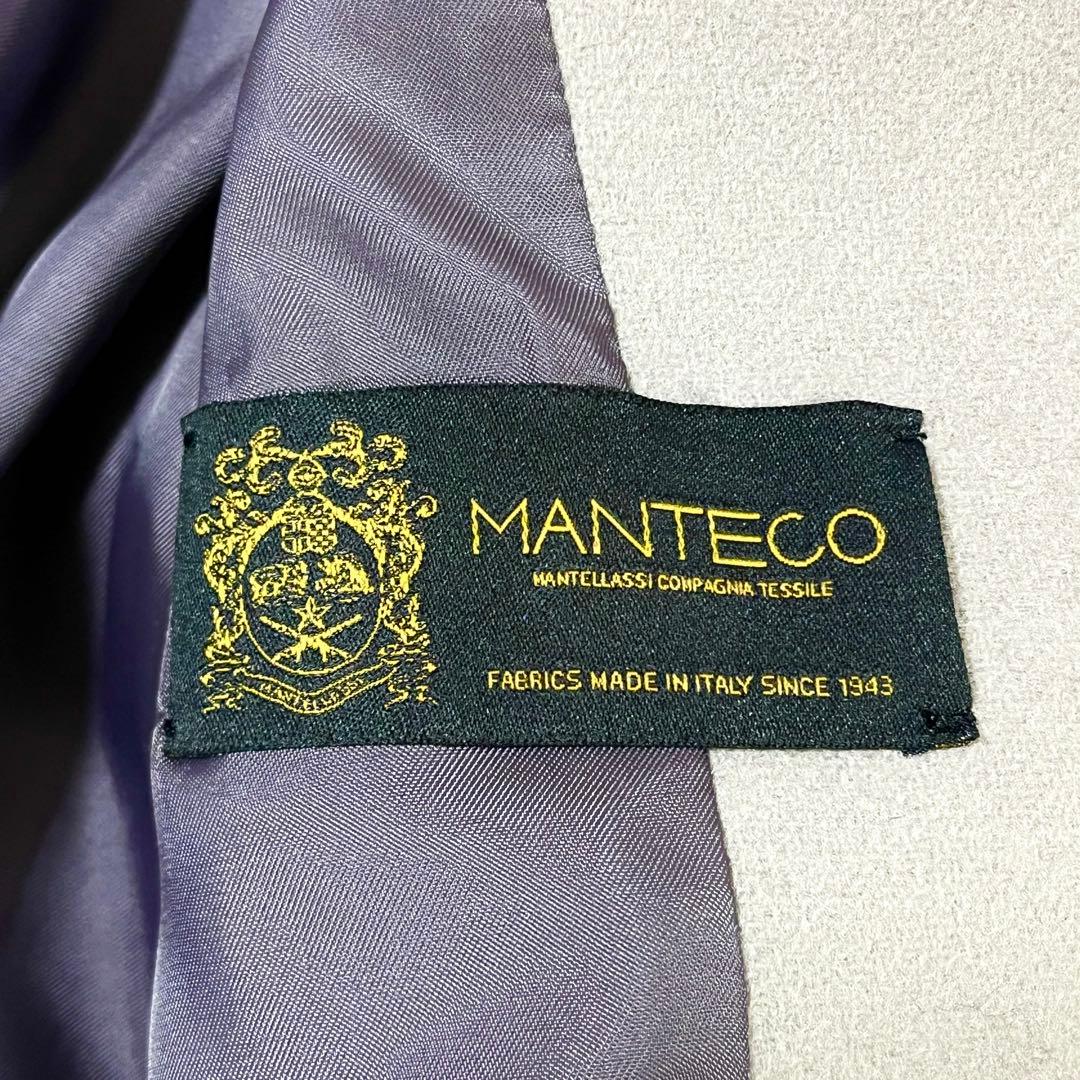 MANTECO
MANTELLASSI COMPAGNIA TESSILE
FABRICS MADE IN ITALY SINCE 1943